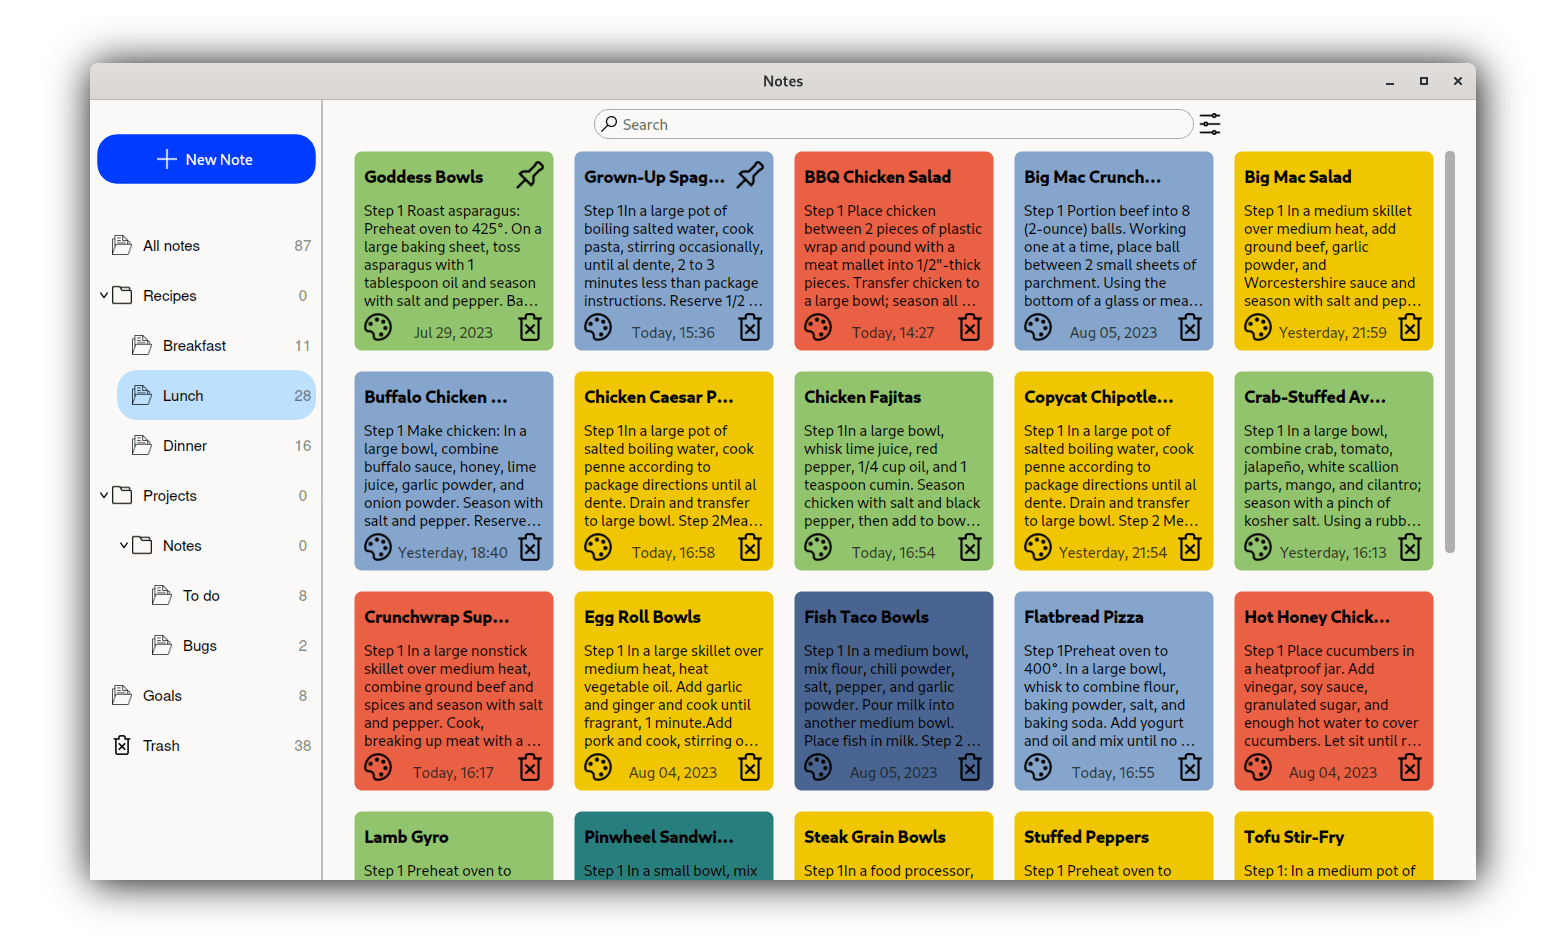 Notes
New Note
All notes 87
Recipes 0
Breakfast 11
Lunch 28
Dinner 16
Projects 0
Notes 0
To do 8
Bugs 2
Goals 8
Trash 38
Search
Goddess Bowls
Step 1 Roast asparagus:
Preheat oven to 425°. On a
large baking sheet, toss
asparagus with 1
tablespoon oil and season
with salt and pepper. Ba...
Jul 29, 2023
Grown-Up Spag...
Step 1In a large pot of
boiling salted water, cook
pasta, stirring occasionally,
until al dente, 2 to 3
minutes less than package
instructions. Reserve 1/2 ...
Today, 15:36
BBQ Chicken Salad
Step 1 Place chicken
between 2 pieces of plastic
wrap and pound with a
meat mallet into 1/2"-thick
pieces. Transfer chicken to
a large bowl; season all ...
Today, 14:27
Big Mac Crunch...
Step 1 Portion beef into 8
(2-ounce) balls. Working
one at a time, place ball
between 2 small sheets of
parchment. Using the
bottom of a glass or mea...
Aug 05, 2023
Big Mac Salad
Step 1 In a medium skillet
over medium heat, add
ground beef, garlic
powder, and
Worcestershire sauce and
season with salt and pep...
Yesterday, 21:59
Buffalo Chicken ...
Step 1 Make chicken: In a
large bowl, combine
buffalo sauce, honey, lime
juice, garlic powder, and
onion powder. Season with
salt and pepper. Reserve...
Yesterday, 18:40
Chicken Caesar P...
Step 1In a large pot of
salted boiling water, cook
penne according to
package directions until al
dente. Drain and transfer
to large bowl. Step 2Mea...
Today, 16:58
Chicken Fajitas
Step 1In a large bowl,
whisk lime juice, red
pepper, 1/4 cup oil, and 1
teaspoon cumin. Season
chicken with salt and black
pepper, then add to bow...
Today, 16:54
Copycat Chipotle...
Step 1 In a large pot of
salted boiling water, cook
penne according to
package directions until al
dente. Drain and transfer
to large bowl. Step 2 Me...
Yesterday, 21:54
Crab-Stuffed Av...
Step 1 In a large bowl,
combine crab, tomato,
jalapeño, white scallion
parts, mango, and cilantro;
season with a pinch of
kosher salt. Using a rubb...
Yesterday, 16:13
Crunchwrap Sup...
Step 1 In a large nonstick
skillet over medium heat,
combine ground beef and
spices and season with salt
and pepper. Cook,
breaking up meat with a ...
Today, 16:17
Egg Roll Bowls
Step 1 In a large skillet over
medium heat, heat
vegetable oil. Add garlic
and ginger and cook until
fragrant, 1 minute.Add
pork and cook, stirring o...
Aug 04, 2023
Fish Taco Bowls
Step 1 In a medium bowl,
mix flour, chili powder,
salt, pepper, and garlic
powder. Pour milk into
another medium bowl.
Place fish in milk. Step 2 ...
Aug 05, 2023
Flatbread Pizza
Step 1Preheat oven to
400°. In a large bowl,
whisk to combine flour,
baking powder, salt, and
baking soda. Add yogurt
and oil and mix until no ...
Today, 16:55
Hot Honey Chick...
Step 1 Place cucumbers in
a heatproof jar. Add
vinegar, soy sauce,
granulated sugar, and
enough hot water to cover
cucumbers. Let sit until r...
Aug 04, 2023
Lamb Gyro
Step 1 Preheat oven to
Pinwheel Sandwi...
Step 1 In a small bowl, mix
Steak Grain Bowls
Step 1In a food processor,
Stuffed Peppers
Step 1 Preheat oven to
Tofu Stir-Fry
Step 1: In a medium pot of